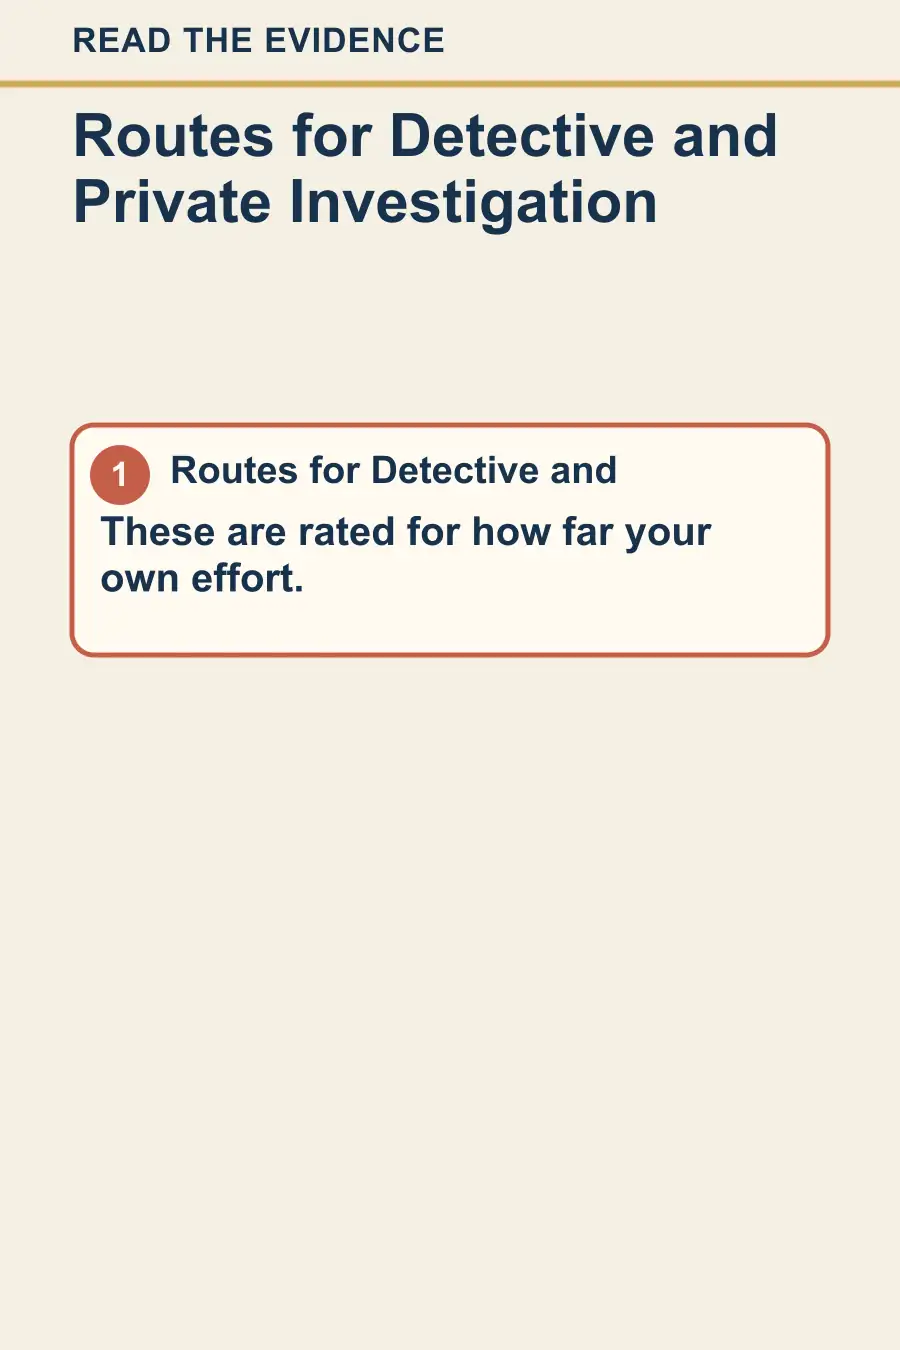 READ THE EVIDENCE
Routes for Detective and
Private Investigation
1 Routes for Detective and
These are rated for how far your
own effort.